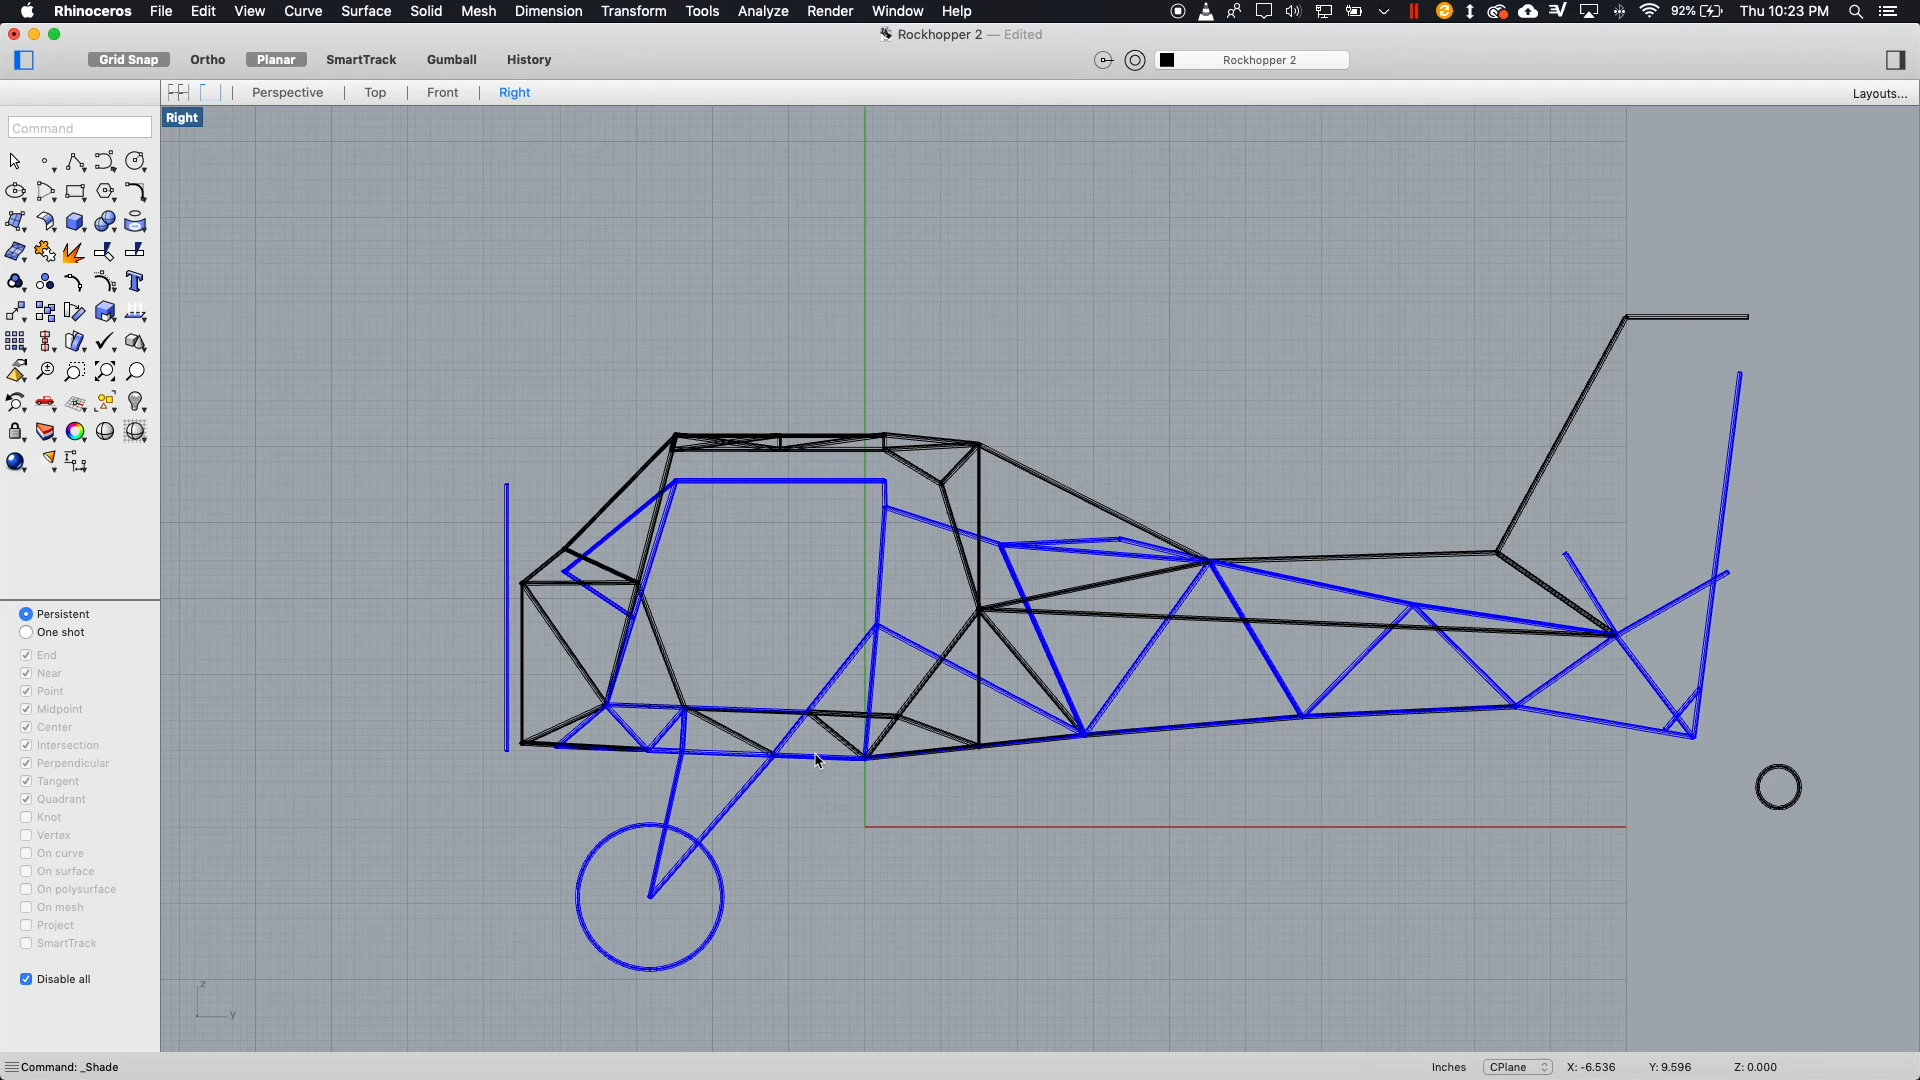 Rhinoceros File Edit View Curve Surface Solid Mesh Dimension Transform Tools Analyze Render Window Help 92% Thu 10:23 PM
Rockhopper 2 — Edited
Grid Snap Ortho Planar SmartTrack Gumball History Rockhopper 2
Perspective Top Front Right Layouts...
Right
Command
Persistent
One shot
End
Near
Point
Midpoint
Center
Intersection
Perpendicular
Tangent
Quadrant
Knot
Vertex
On curve
On surface
On polysurface
On mesh
Project
SmartTrack
Disable all
z
y
Command: _Shade Inches CPlane X: -6.536 Y: 9.596 Z: 0.000